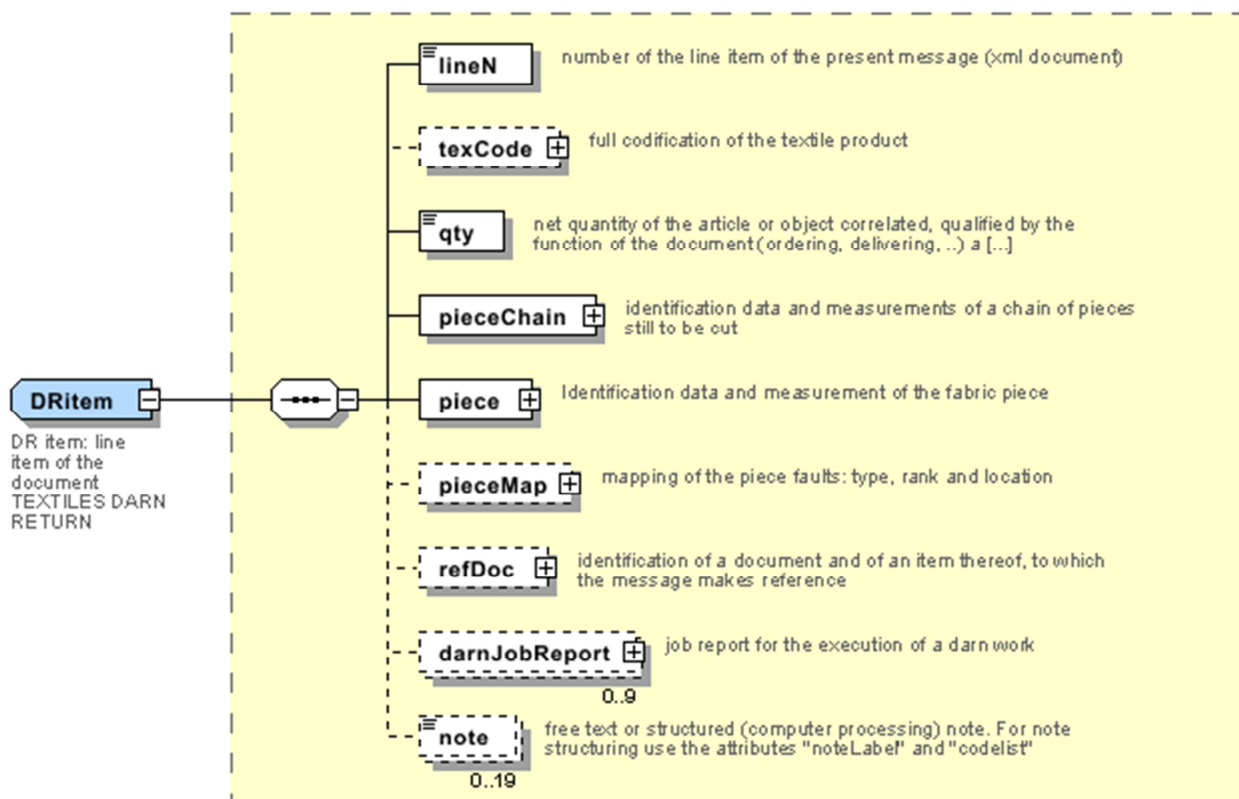 lineN
number of the line item of the present message (xml document)
texCode
full codification of the textile product
qty
net quantity of the article or object correlated, qualified by the
function of the document (ordering, delivering, ..) a [...]
pieceChain
identification data and measurements of a chain of pieces
still to be cut
DRitem
DR item: line
item of the
document
TEXTILES DARN
RETURN
piece
Identification data and measurement of the fabric piece
pieceMap
mapping of the piece faults: type, rank and location
refDoc
identification of a document and of an item thereof, to which
the message makes reference
darnJobReport
job report for the execution of a darn work
0..9
note
free text or structured (computer processing) note. For note
structuring use the attributes "noteLabel" and "codelist"
0..19